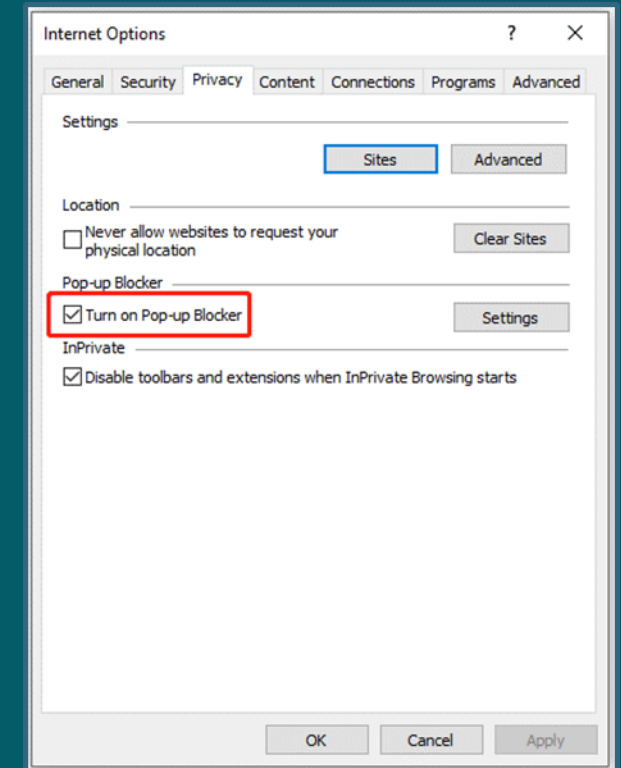 Internet Options ?
General Security Privacy Content Connections Programs Advanced
Settings
Sites Advanced
Location
Never allow websites to request your
physical location
Clear Sites
Pop-up Blocker
Turn on Pop-up Blocker
Settings
InPrivate
Disable toolbars and extensions when InPrivate Browsing starts
OK Cancel Apply